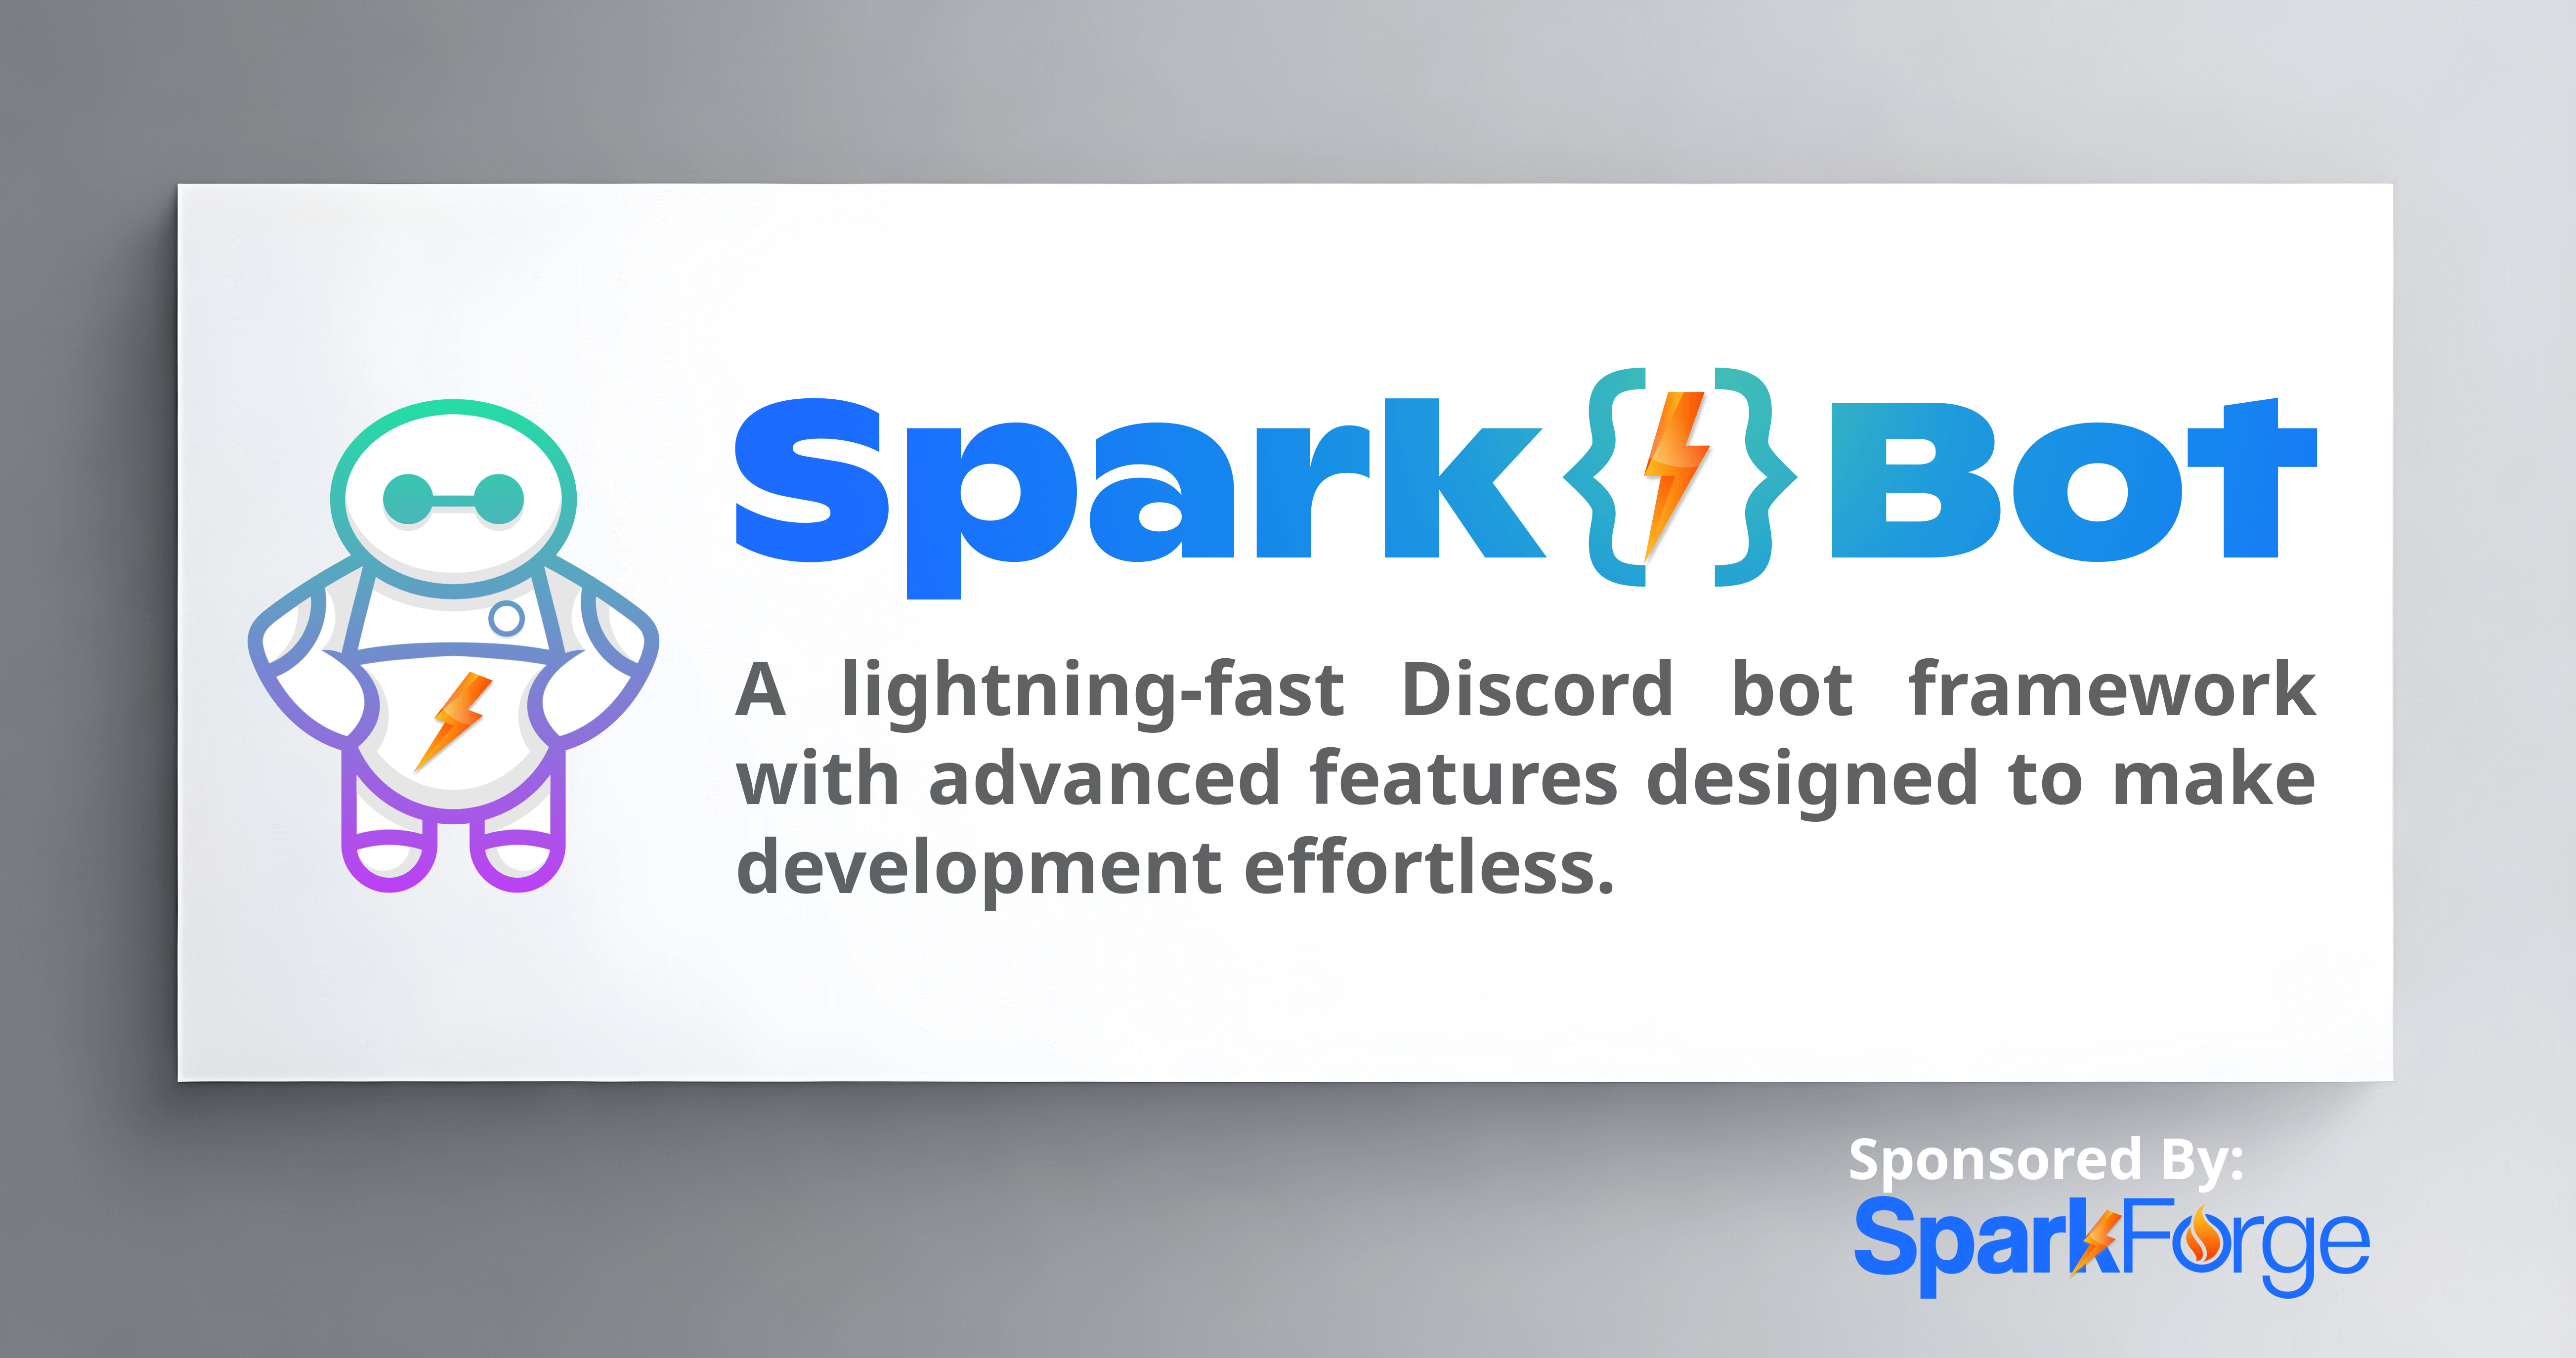 Spark{}Bot
A lightning-fast Discord bot framework
with advanced features designed to make
development effortless.
Sponsored By:
SparkForge